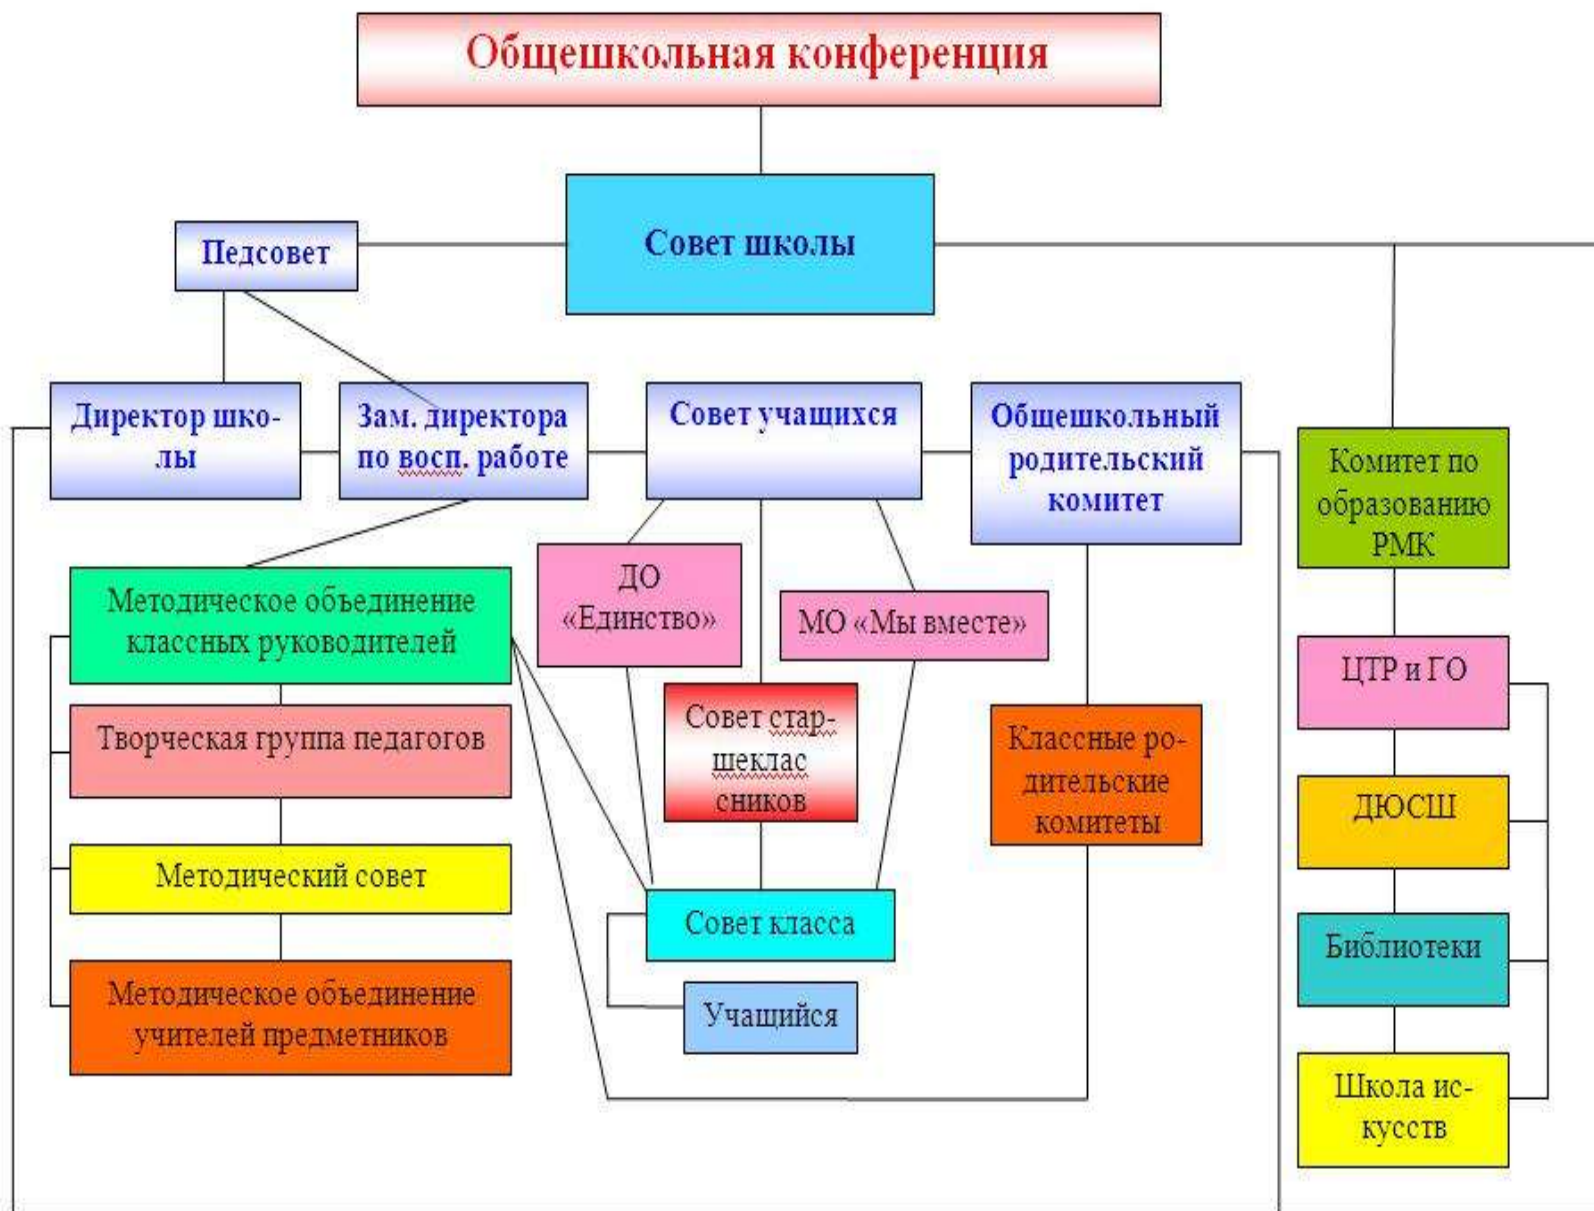 Общешкольная конференция
Совет школы
Педсовет
Директор шко-
лы
Зам. директора
по восп. работе
Совет учащихся
Общешкольный
родительский
комитет
Комитет по
образованию
РМК
Методическое объединение
классных руководителей
ДО
«Единство»
МО «Мы вместе»
ЦТР и ГО
Творческая группа педагогов
Совет стар-
шеклас
сников
Классные ро-
дительские
комитеты
ДЮСШ
Методический совет
Совет класса
Библиотеки
Методическое объединение
учителей предметников
Учащийся
Школа ис-
кусств